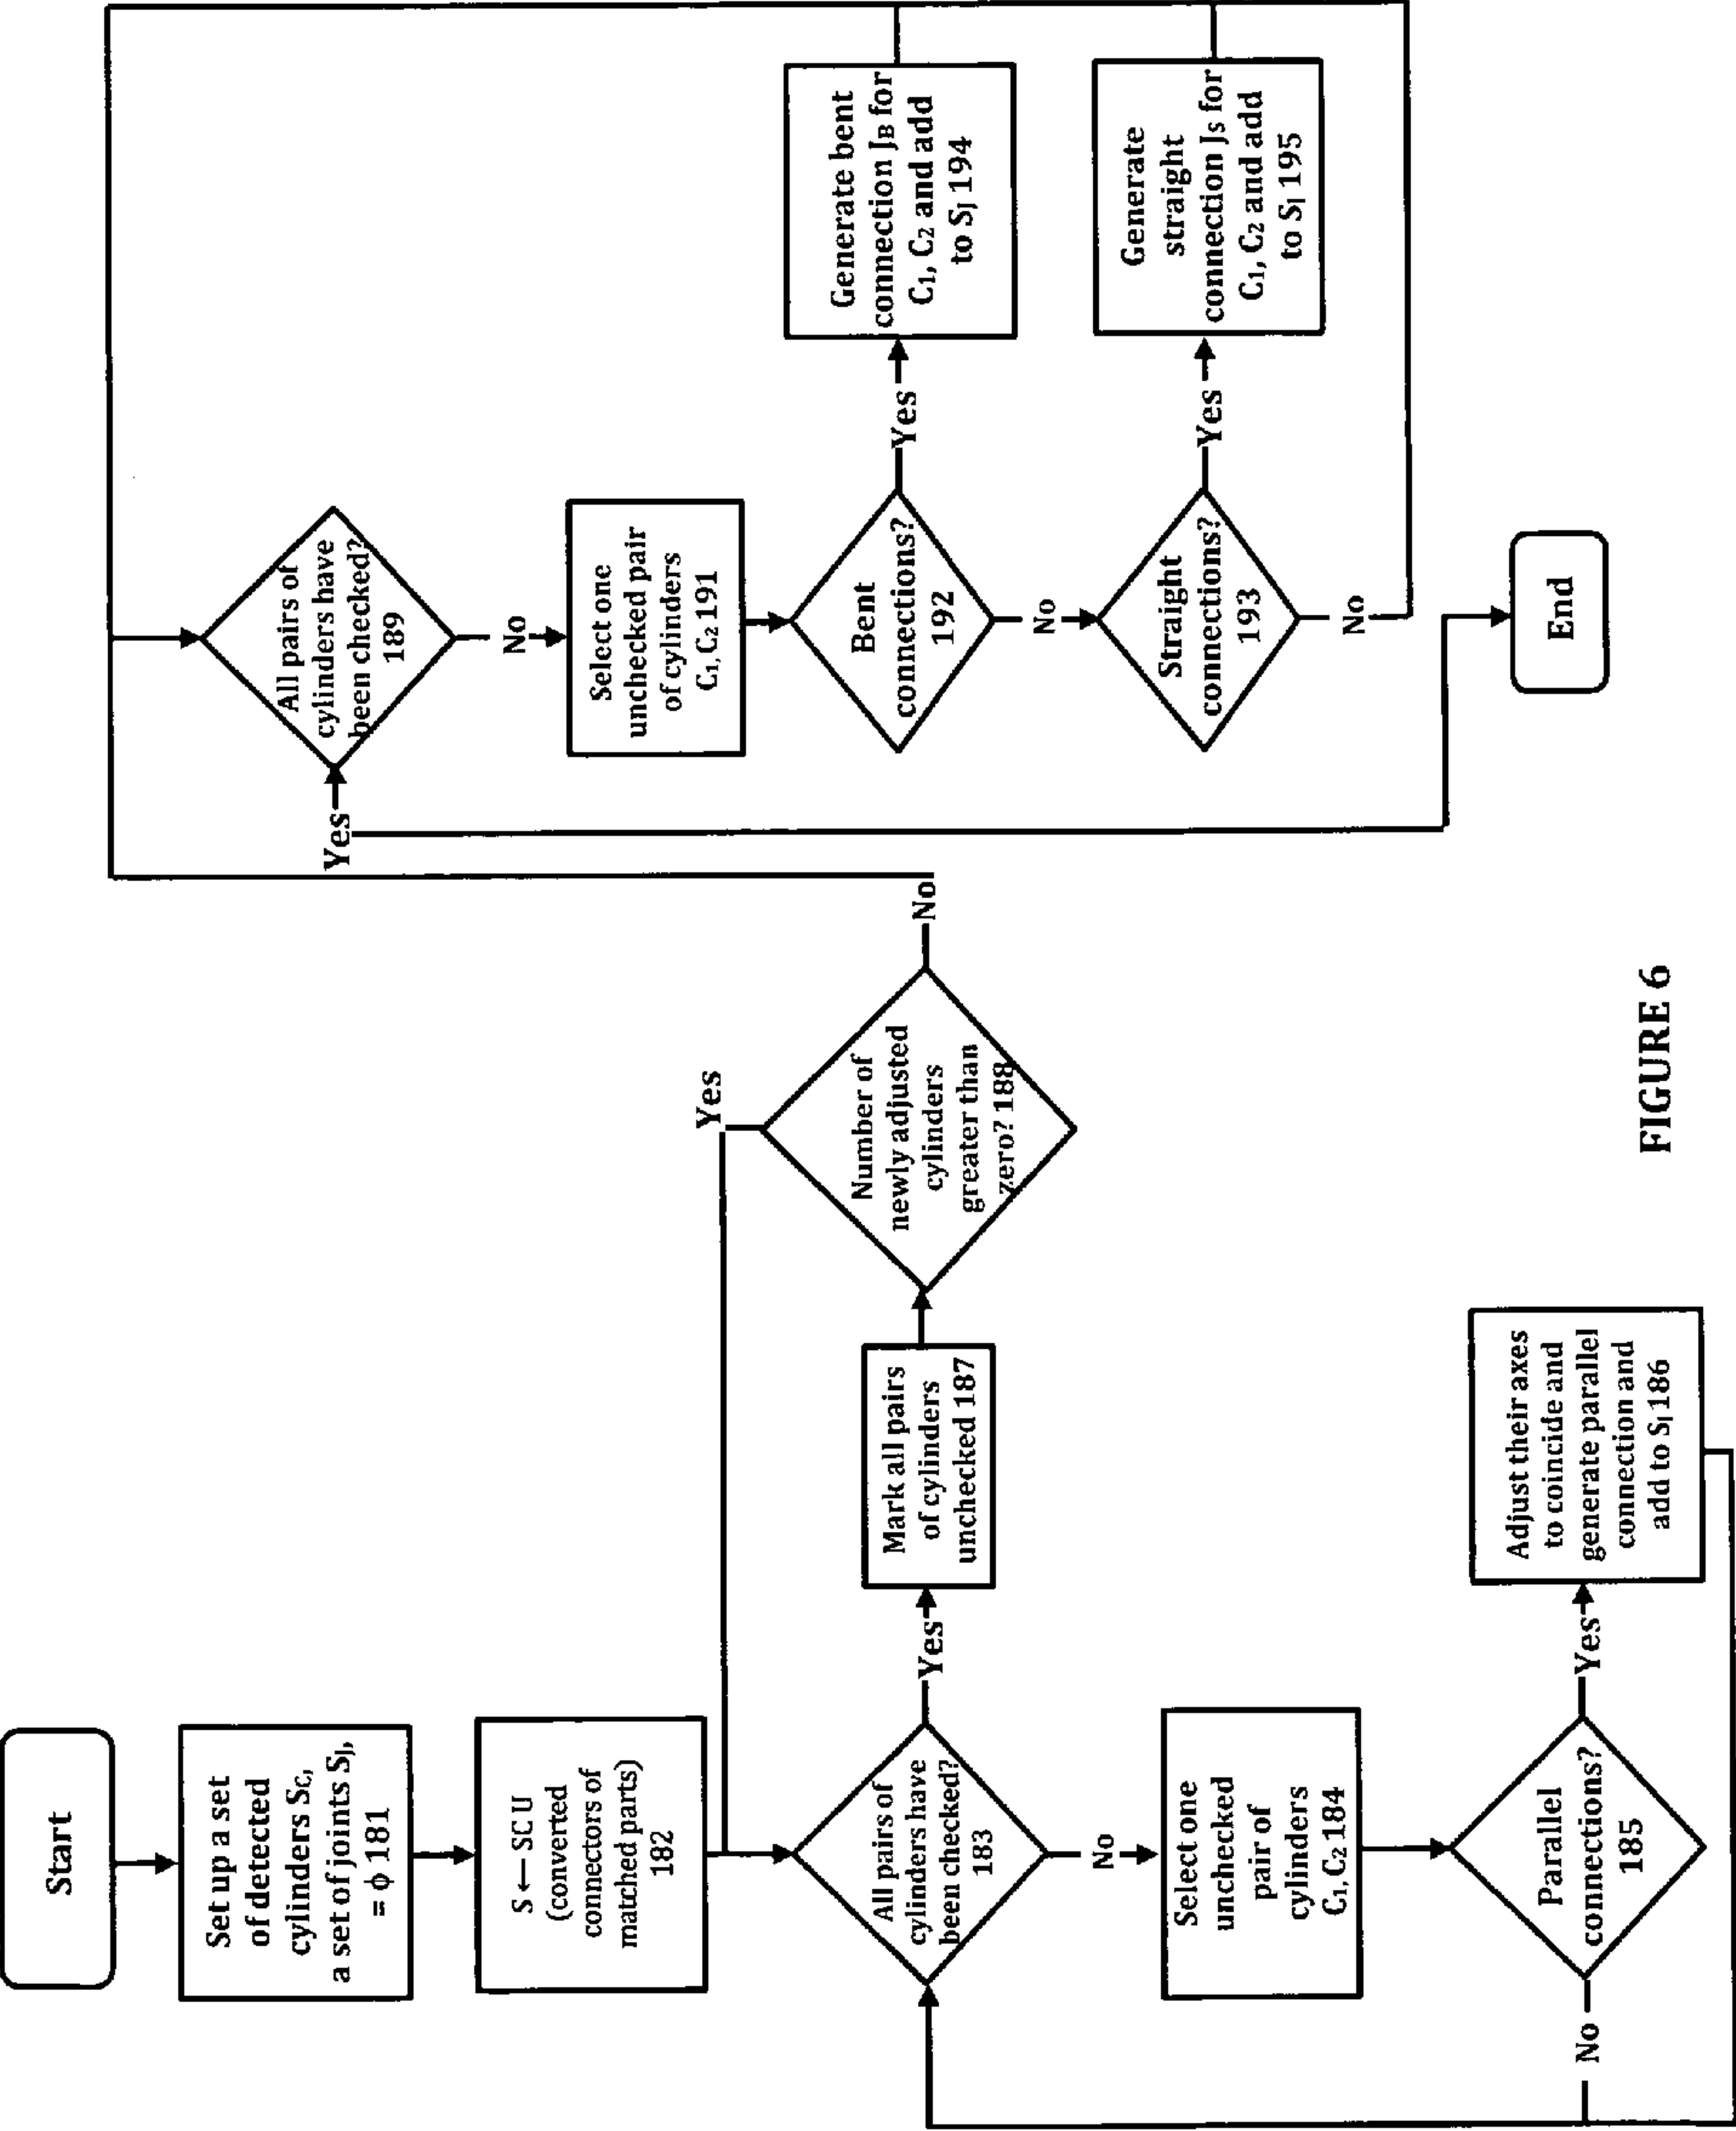 Start
Set up a set
of detected
cylinders Sc,
a set of joints SJ,
= ϕ 181
S ← SC U
(converted
connectors of
matched parts)
182
All pairs of
cylinders have
been checked?
183
Yes
No
Select one
unchecked
pair of
cylinders
C1, C2 184
Parallel
connections?
185
No
Yes
Adjust their axes
to coincide and
generate parallel
connection and
add to SJ 186
Mark all pairs
of cylinders
unchecked 187
Number of
newly adjusted
cylinders
greater than
zero? 188
Yes
No
All pairs of
cylinders have
been checked?
189
Yes
No
Select one
unchecked pair
of cylinders
C1, C2 191
Bent
connections?
192
Yes
Generate bent
connection JB for
C1, C2 and add
to SJ 194
No
Straight
connections?
193
Yes
Generate
straight
connection JS for
C1, C2 and add
to SJ 195
No
End
FIGURE 6